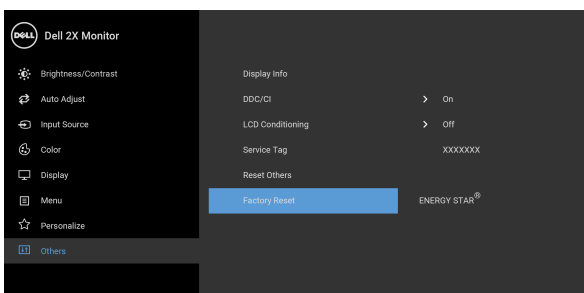 DELL Dell 2X Monitor
Brightness/Contrast
Display Info
Auto Adjust
DDC/CI > On
Input Source
LCD Conditioning > Off
Color
Service Tag XXXXXXX
Display
Reset Others
Menu
Factory Reset ENERGY STAR®
Personalize
Others